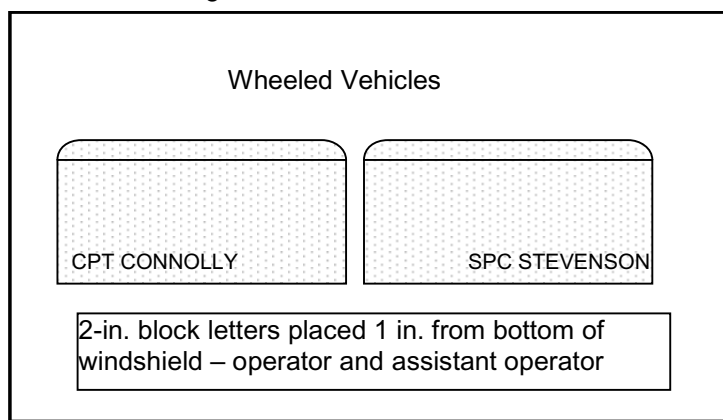 Wheeled Vehicles
CPT CONNOLLY
SPC STEVENSON
2-in. block letters placed 1 in. from bottom of
windshield – operator and assistant operator